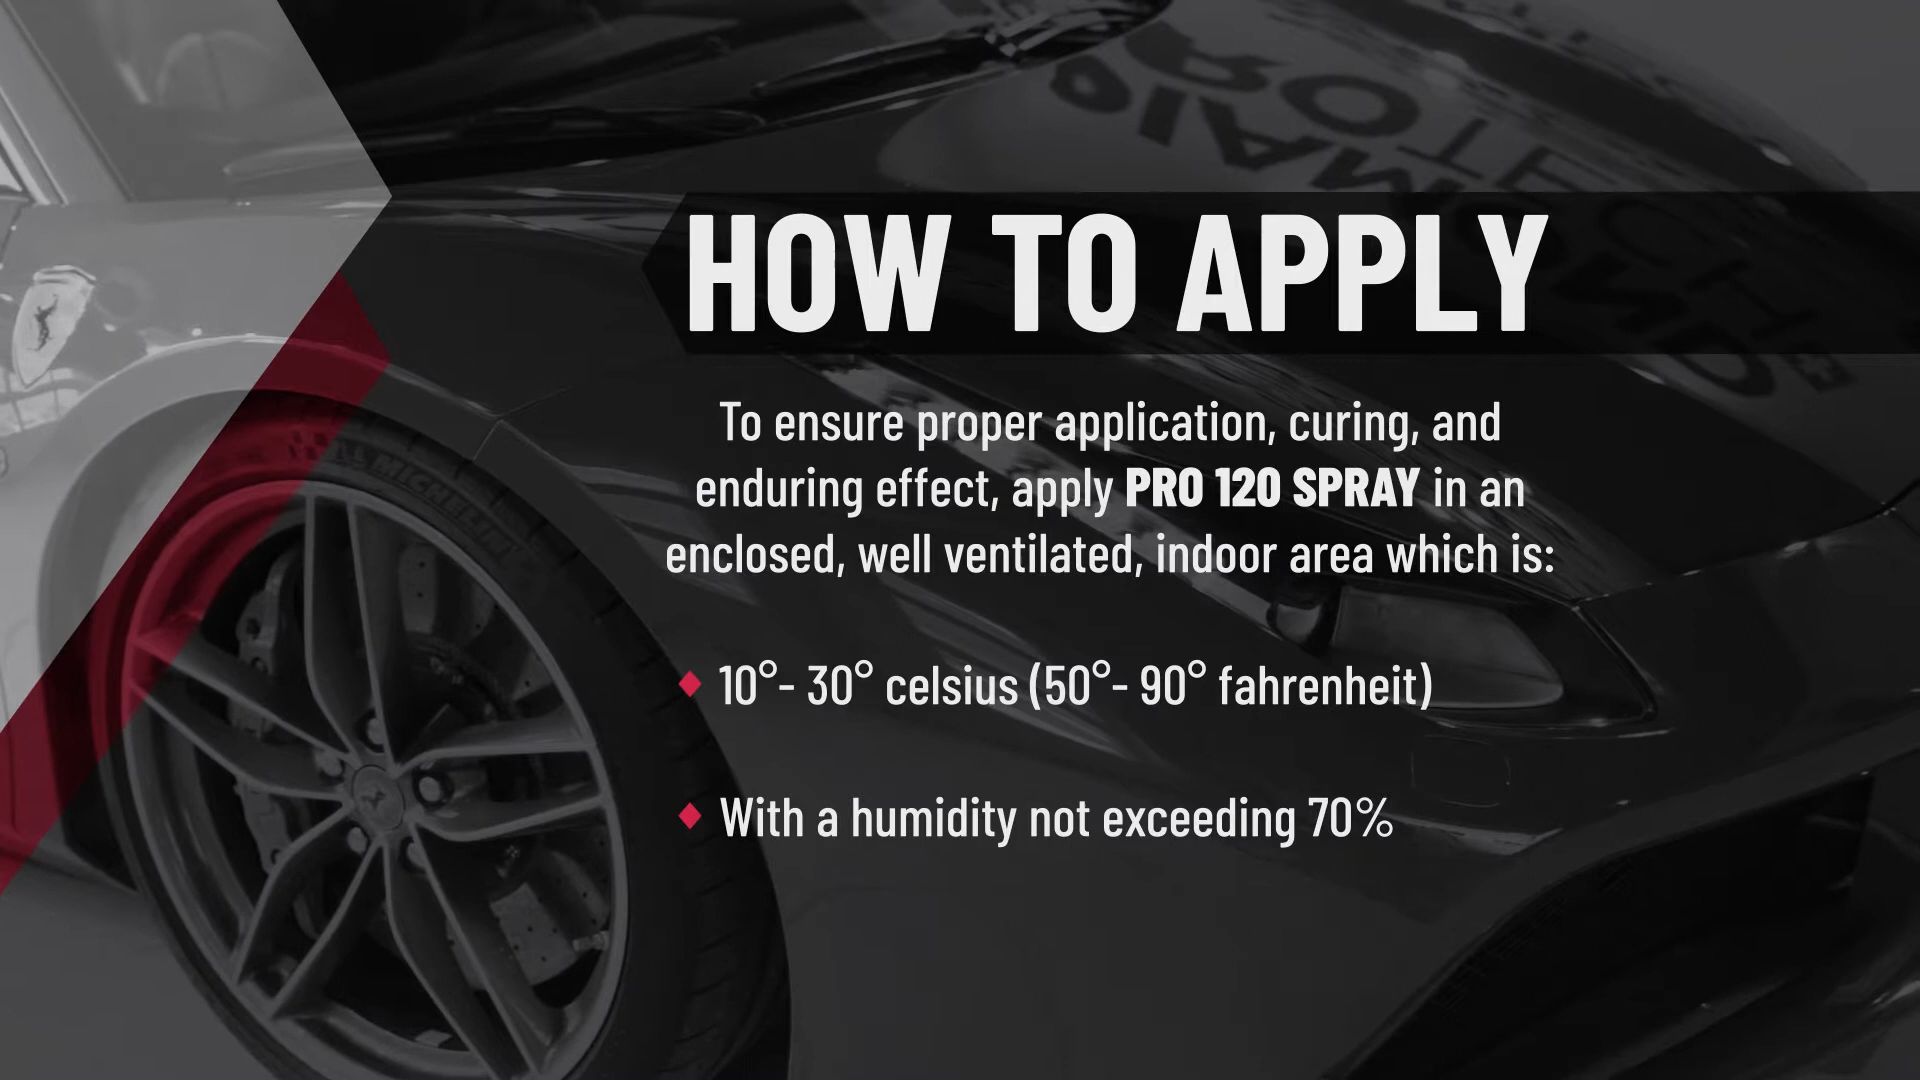 HOW TO APPLY
To ensure proper application, curing, and
enduring effect, apply PRO 120 SPRAY in an
enclosed, well ventilated, indoor area which is:
10°- 30° celsius (50°- 90° fahrenheit)
With a humidity not exceeding 70%
MICHELIN